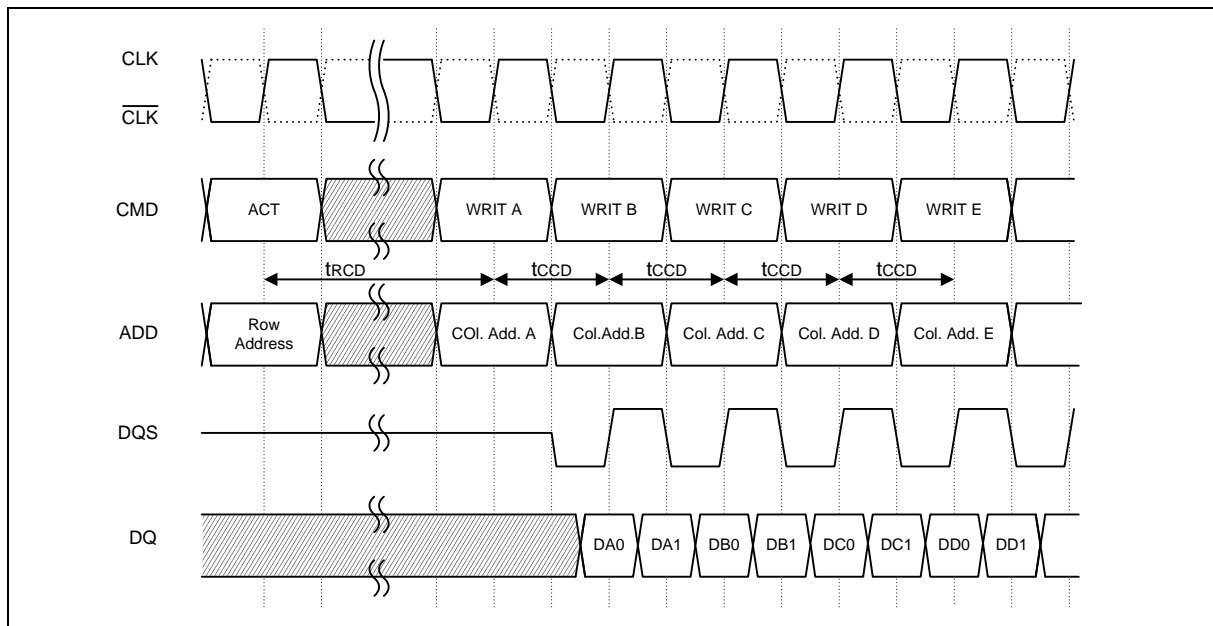 CLK
CLK
CMD
ACT
WRIT A
WRIT B
WRIT C
WRIT D
WRIT E
tRCD
tCCD
tCCD
tCCD
tCCD
ADD
Row
Address
COl. Add. A
Col.Add.B
Col. Add. C
Col. Add. D
Col. Add. E
DQS
DQ
DA0
DA1
DB0
DB1
DC0
DC1
DD0
DD1